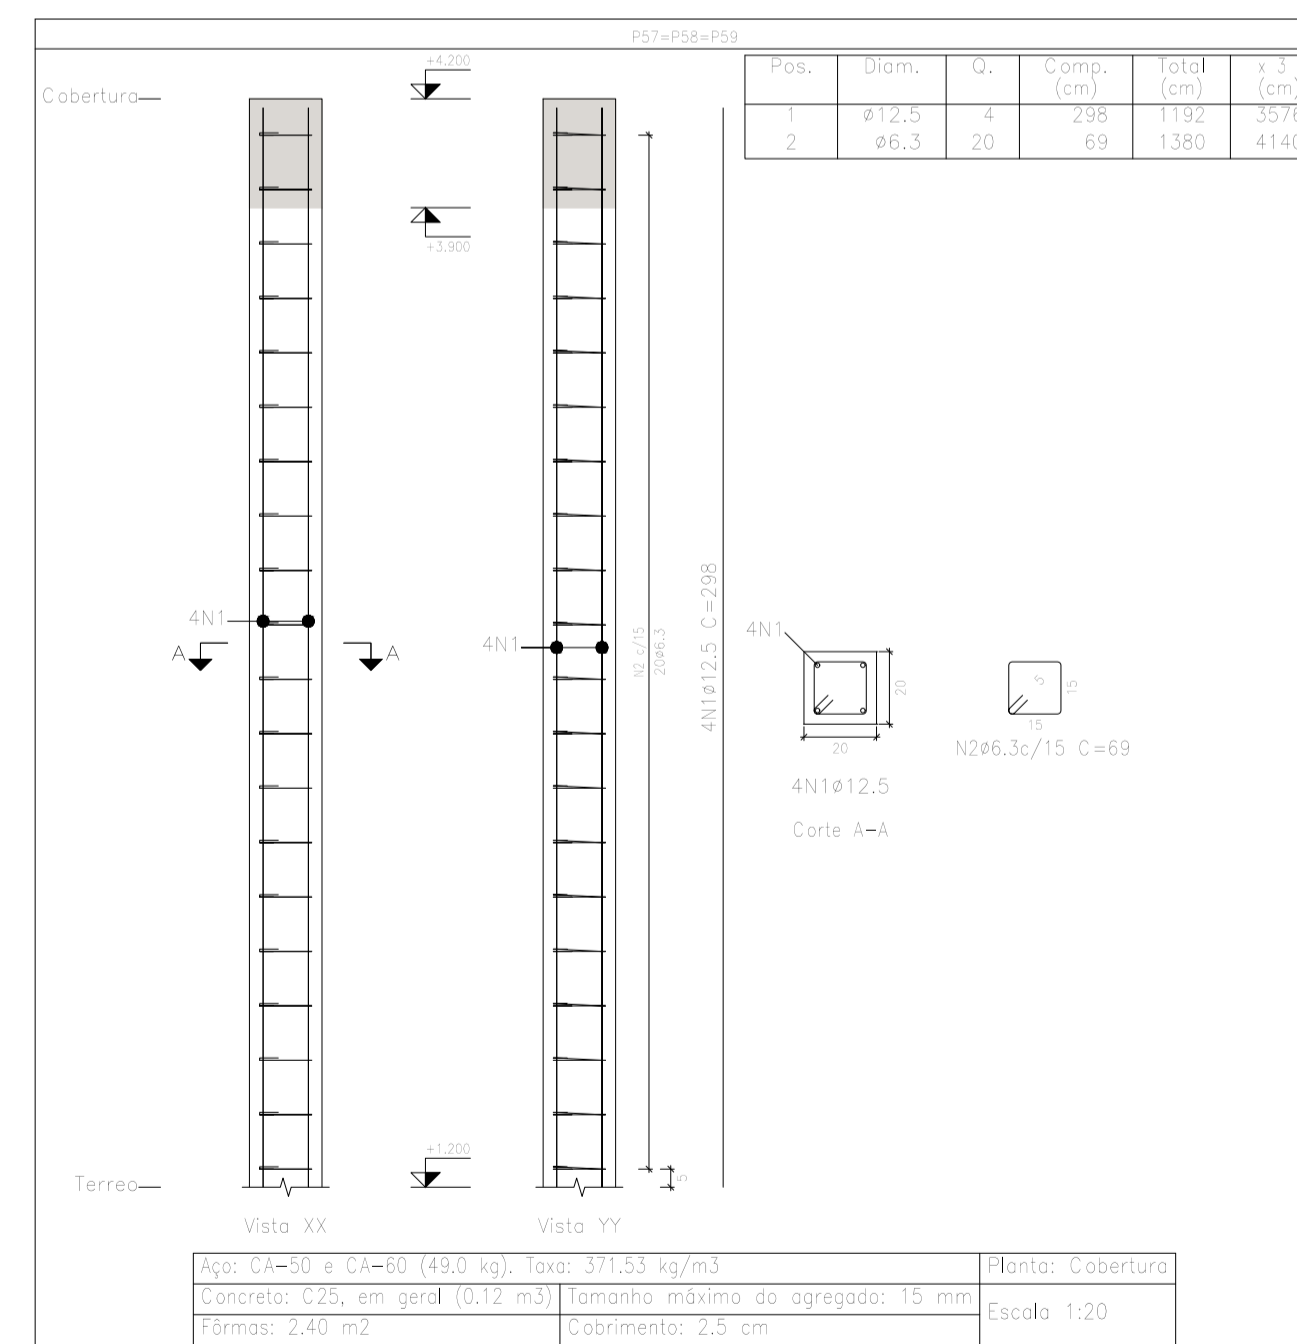 P57=P58=P59
Pos. Diam. Q. Comp. (cm) Total (cm) x 3 (cm)
1 ø12.5 4 298 1192 3576
2 ø6.3 20 69 1380 4140
Cobertura
+4.200
+3.900
4N1
A A
4N1
N2 c/15
20ø6.3
4N1ø12.5 C=298
4N1
20
20
4N1ø12.5
Corte A-A
5
15
15
N2ø6.3c/15 C=69
+1.200
Terreo
5
Vista XX
Vista YY
Aço: CA-50 e CA-60 (49.0 kg). Taxa: 371.53 kg/m3
Planta: Cobertura
Concreto: C25, em geral (0.12 m3)
Tamanho máximo do agregado: 15 mm
Escala 1:20
Fôrmas: 2.40 m2
Cobrimento: 2.5 cm